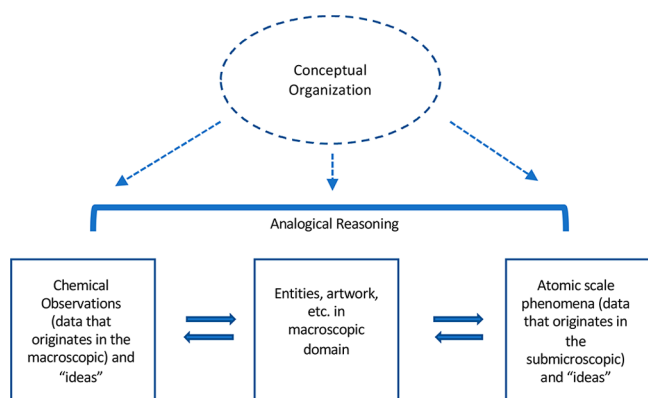 Conceptual
Organization
Analogical Reasoning
Chemical
Observations
(data that
originates in the
macroscopic) and
“ideas”
Entities, artwork,
etc. in
macroscopic
domain
Atomic scale
phenomena (data
that originates in
the
submicroscopic)
and “ideas”